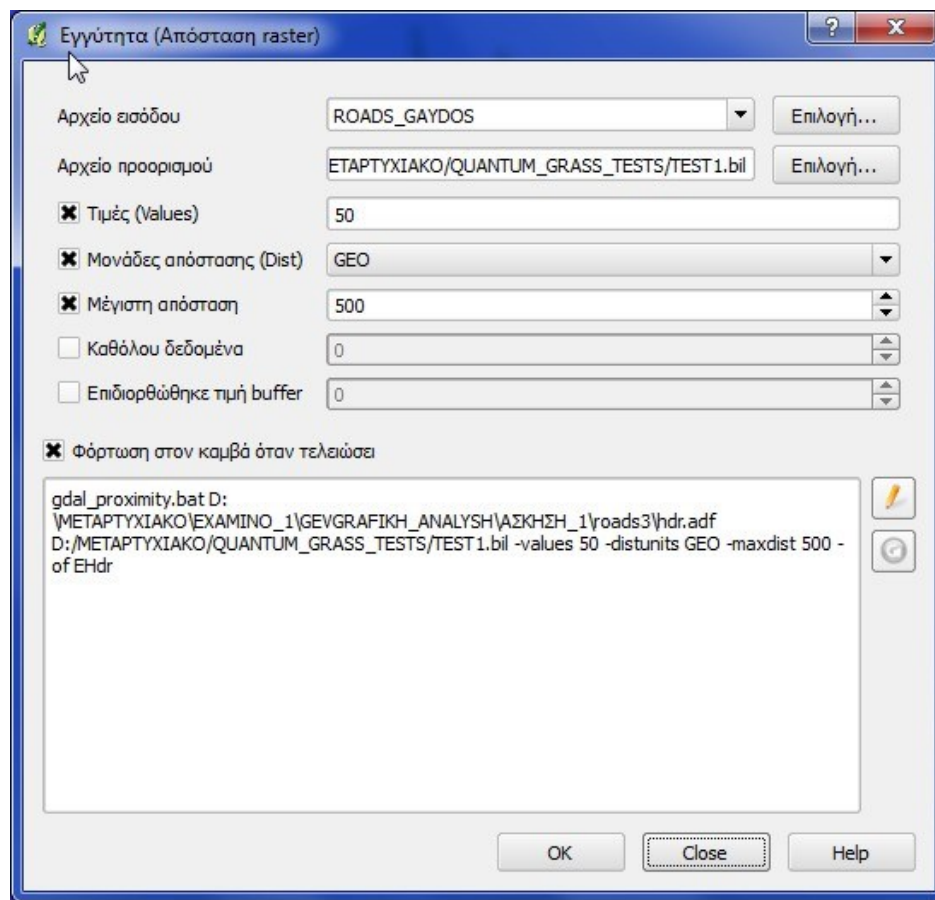 Εγγύτητα (Απόσταση raster)
Αρχείο εισόδου
ROADS_GAYDOS
Επιλογή...
Αρχείο προορισμού
ΕΤΑΡΤΥΧΙΑΚΟ/QUANTUM_GRASS_TESTS/TEST1.bil
Επιλογή...
Τιμές (Values)
50
Μονάδες απόστασης (Dist)
GEO
Μέγιστη απόσταση
500
Καθόλου δεδομένα
0
Επιδιορθώθηκε τιμή buffer
0
Φόρτωση στον καμβά όταν τελειώσει
gdal_proximity.bat D:
\ΜΕΤΑΡΤΥΧΙΑΚΟ\EXAMINO_1\GEVGRAFIKH_ANALYSH\ΑΣΚΗΣΗ_1\roads3\hdr.adf
D:/ΜΕΤΑΡΤΥΧΙΑΚΟ/QUANTUM_GRASS_TESTS/TEST1.bil -values 50 -distunits GEO -maxdist 500 -
of EHdr
OK
Close
Help